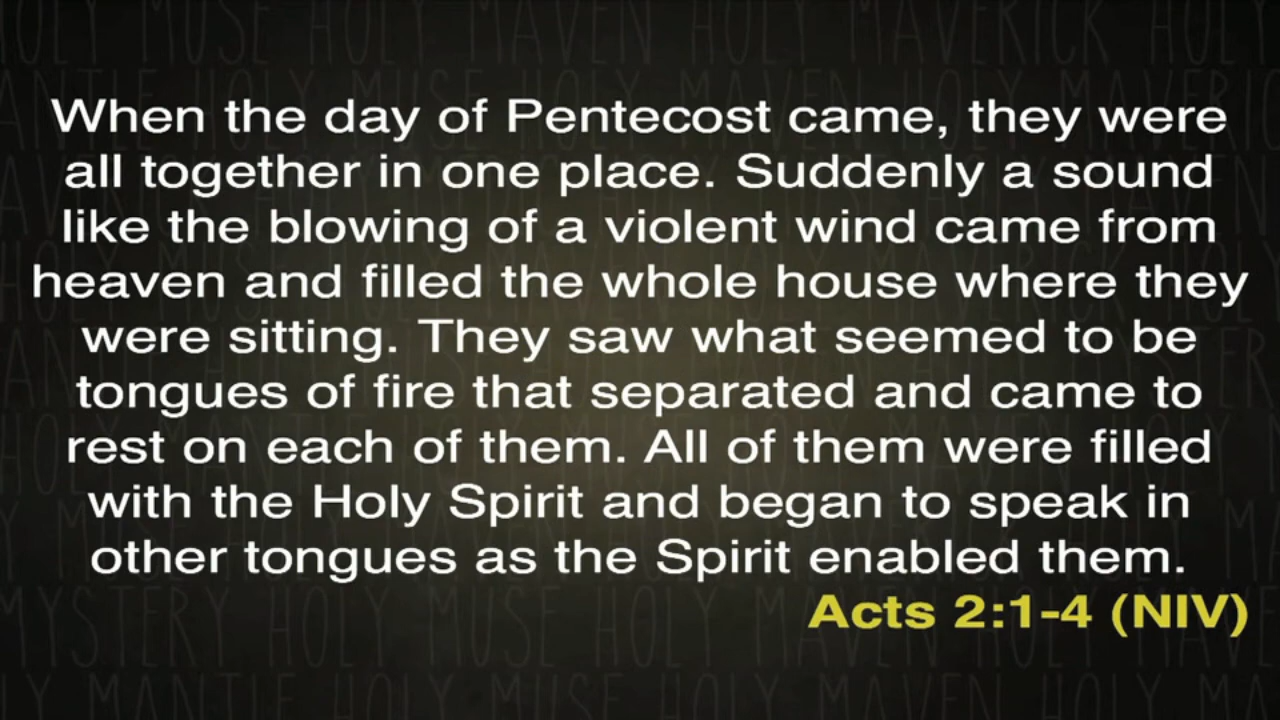 When the day of Pentecost came, they were
all together in one place. Suddenly a sound
like the blowing of a violent wind came from
heaven and filled the whole house where they
were sitting. They saw what seemed to be
tongues of fire that separated and came to
rest on each of them. All of them were filled
with the Holy Spirit and began to speak in
other tongues as the Spirit enabled them.
Acts 2:1-4 (NIV)